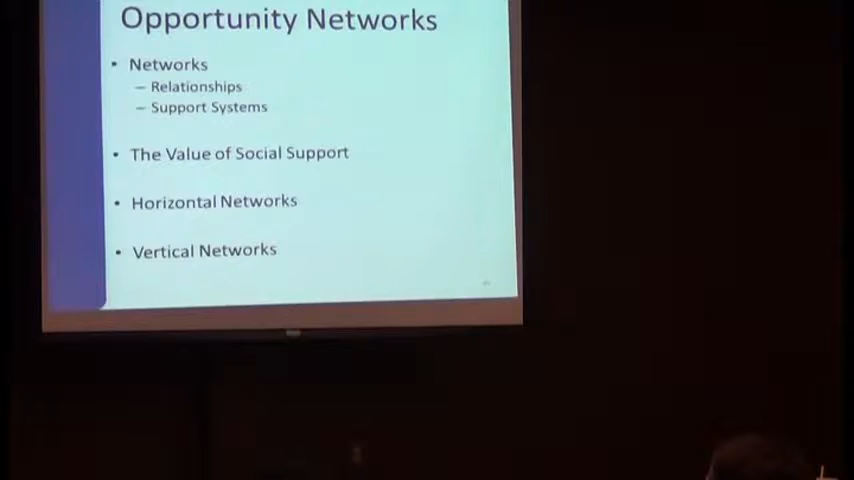 Opportunity Networks
• Networks
– Relationships
– Support Systems
• The Value of Social Support
• Horizontal Networks
• Vertical Networks